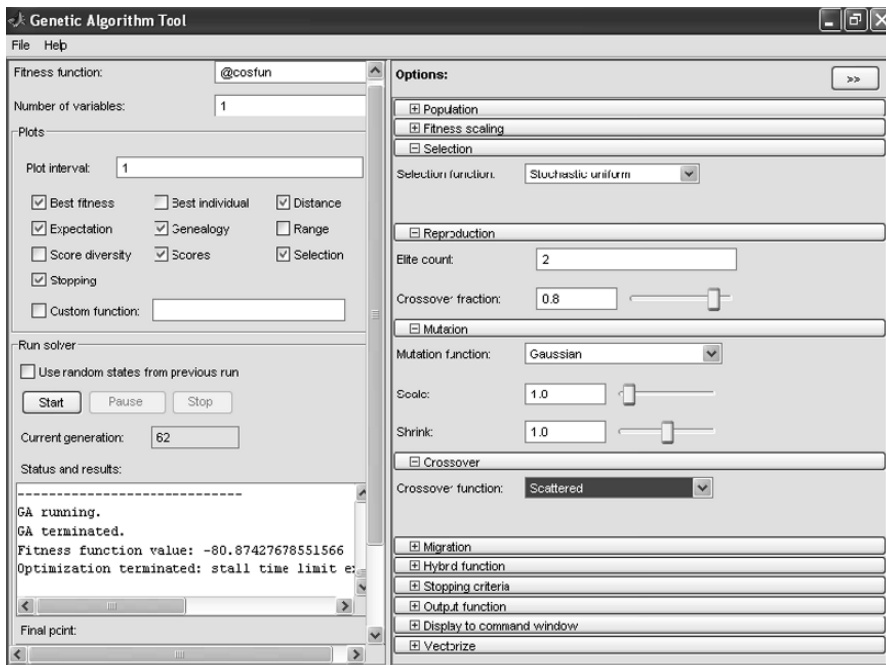 Genetic Algorithm Tool
File Help
Fitness function: @cosfun
Number of variables: 1
Plots
Plot interval: 1
Best fitness Best individual Distance
Expectation Genealogy Range
Score diversity Scores Selection
Stopping
Custom function:
Run solver
Use random states from previous run
Start Pause Stop
Current generation: 62
Status and results:
------------------------------
GA running.
GA terminated.
Fitness function value: -80.87427678551566
Optimization terminated: stall time limit ex
Final point:
Options:
>>
Population
Fitness scaling
Selection
Selection function: Stochastic uniform
Reproduction
Elite count: 2
Crossover fraction: 0.8
Mutation
Mutation function: Gaussian
Scale: 1.0
Shrink: 1.0
Crossover
Crossover function: Scattered
Migration
Hybrid function
Stopping criteria
Output function
Display to command window
Vectorize